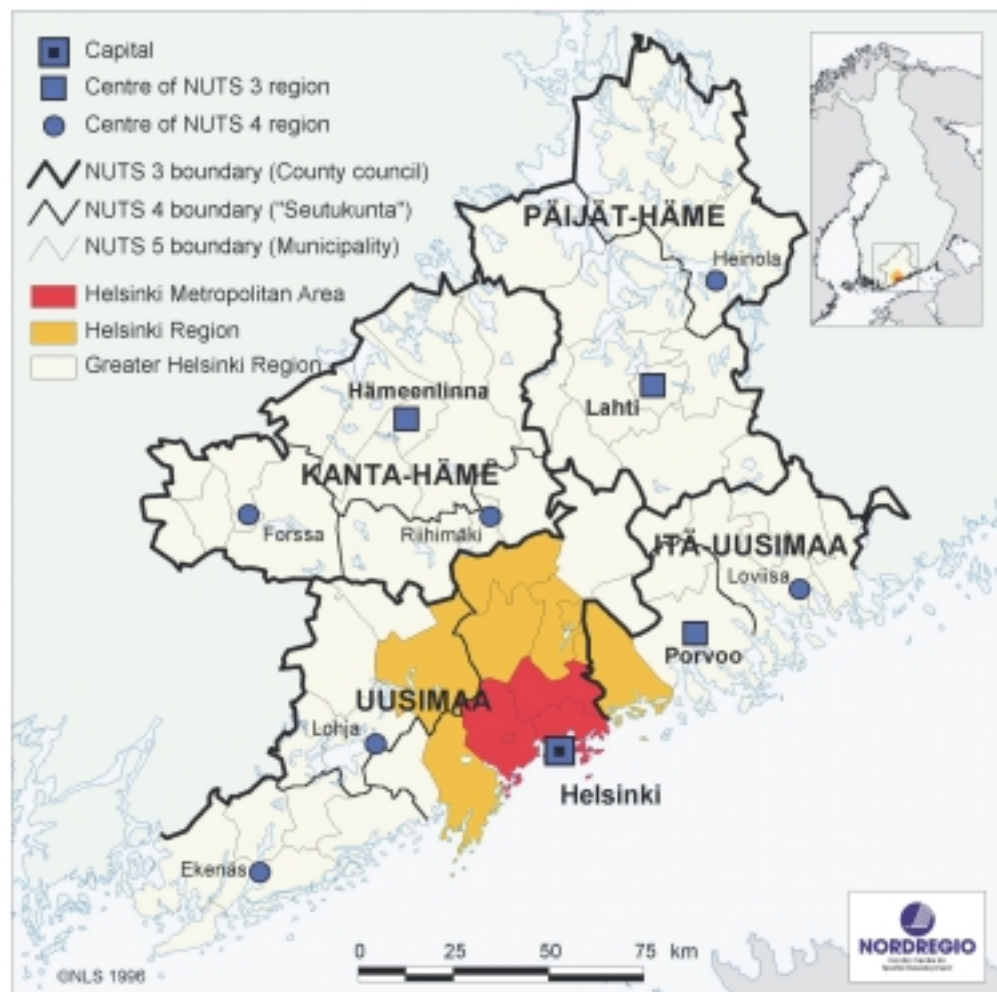 Capital
Centre of NUTS 3 region
Centre of NUTS 4 region
NUTS 3 boundary (County council)
NUTS 4 boundary ("Seutukunta")
NUTS 5 boundary (Municipality)
Helsinki Metropolitan Area
Helsinki Region
Greater Helsinki Region
PÄIJÄT-HÄME
Heinola
Hämeenlinna
Lahti
KANTA-HÄME
Forssa
Riihimäki
ITÄ-UUSIMAA
Loviisa
Porvoo
UUSIMAA
Lohja
Helsinki
Ekenäs
0 25 50 75 km
©NLS 1996
NORDREGIO